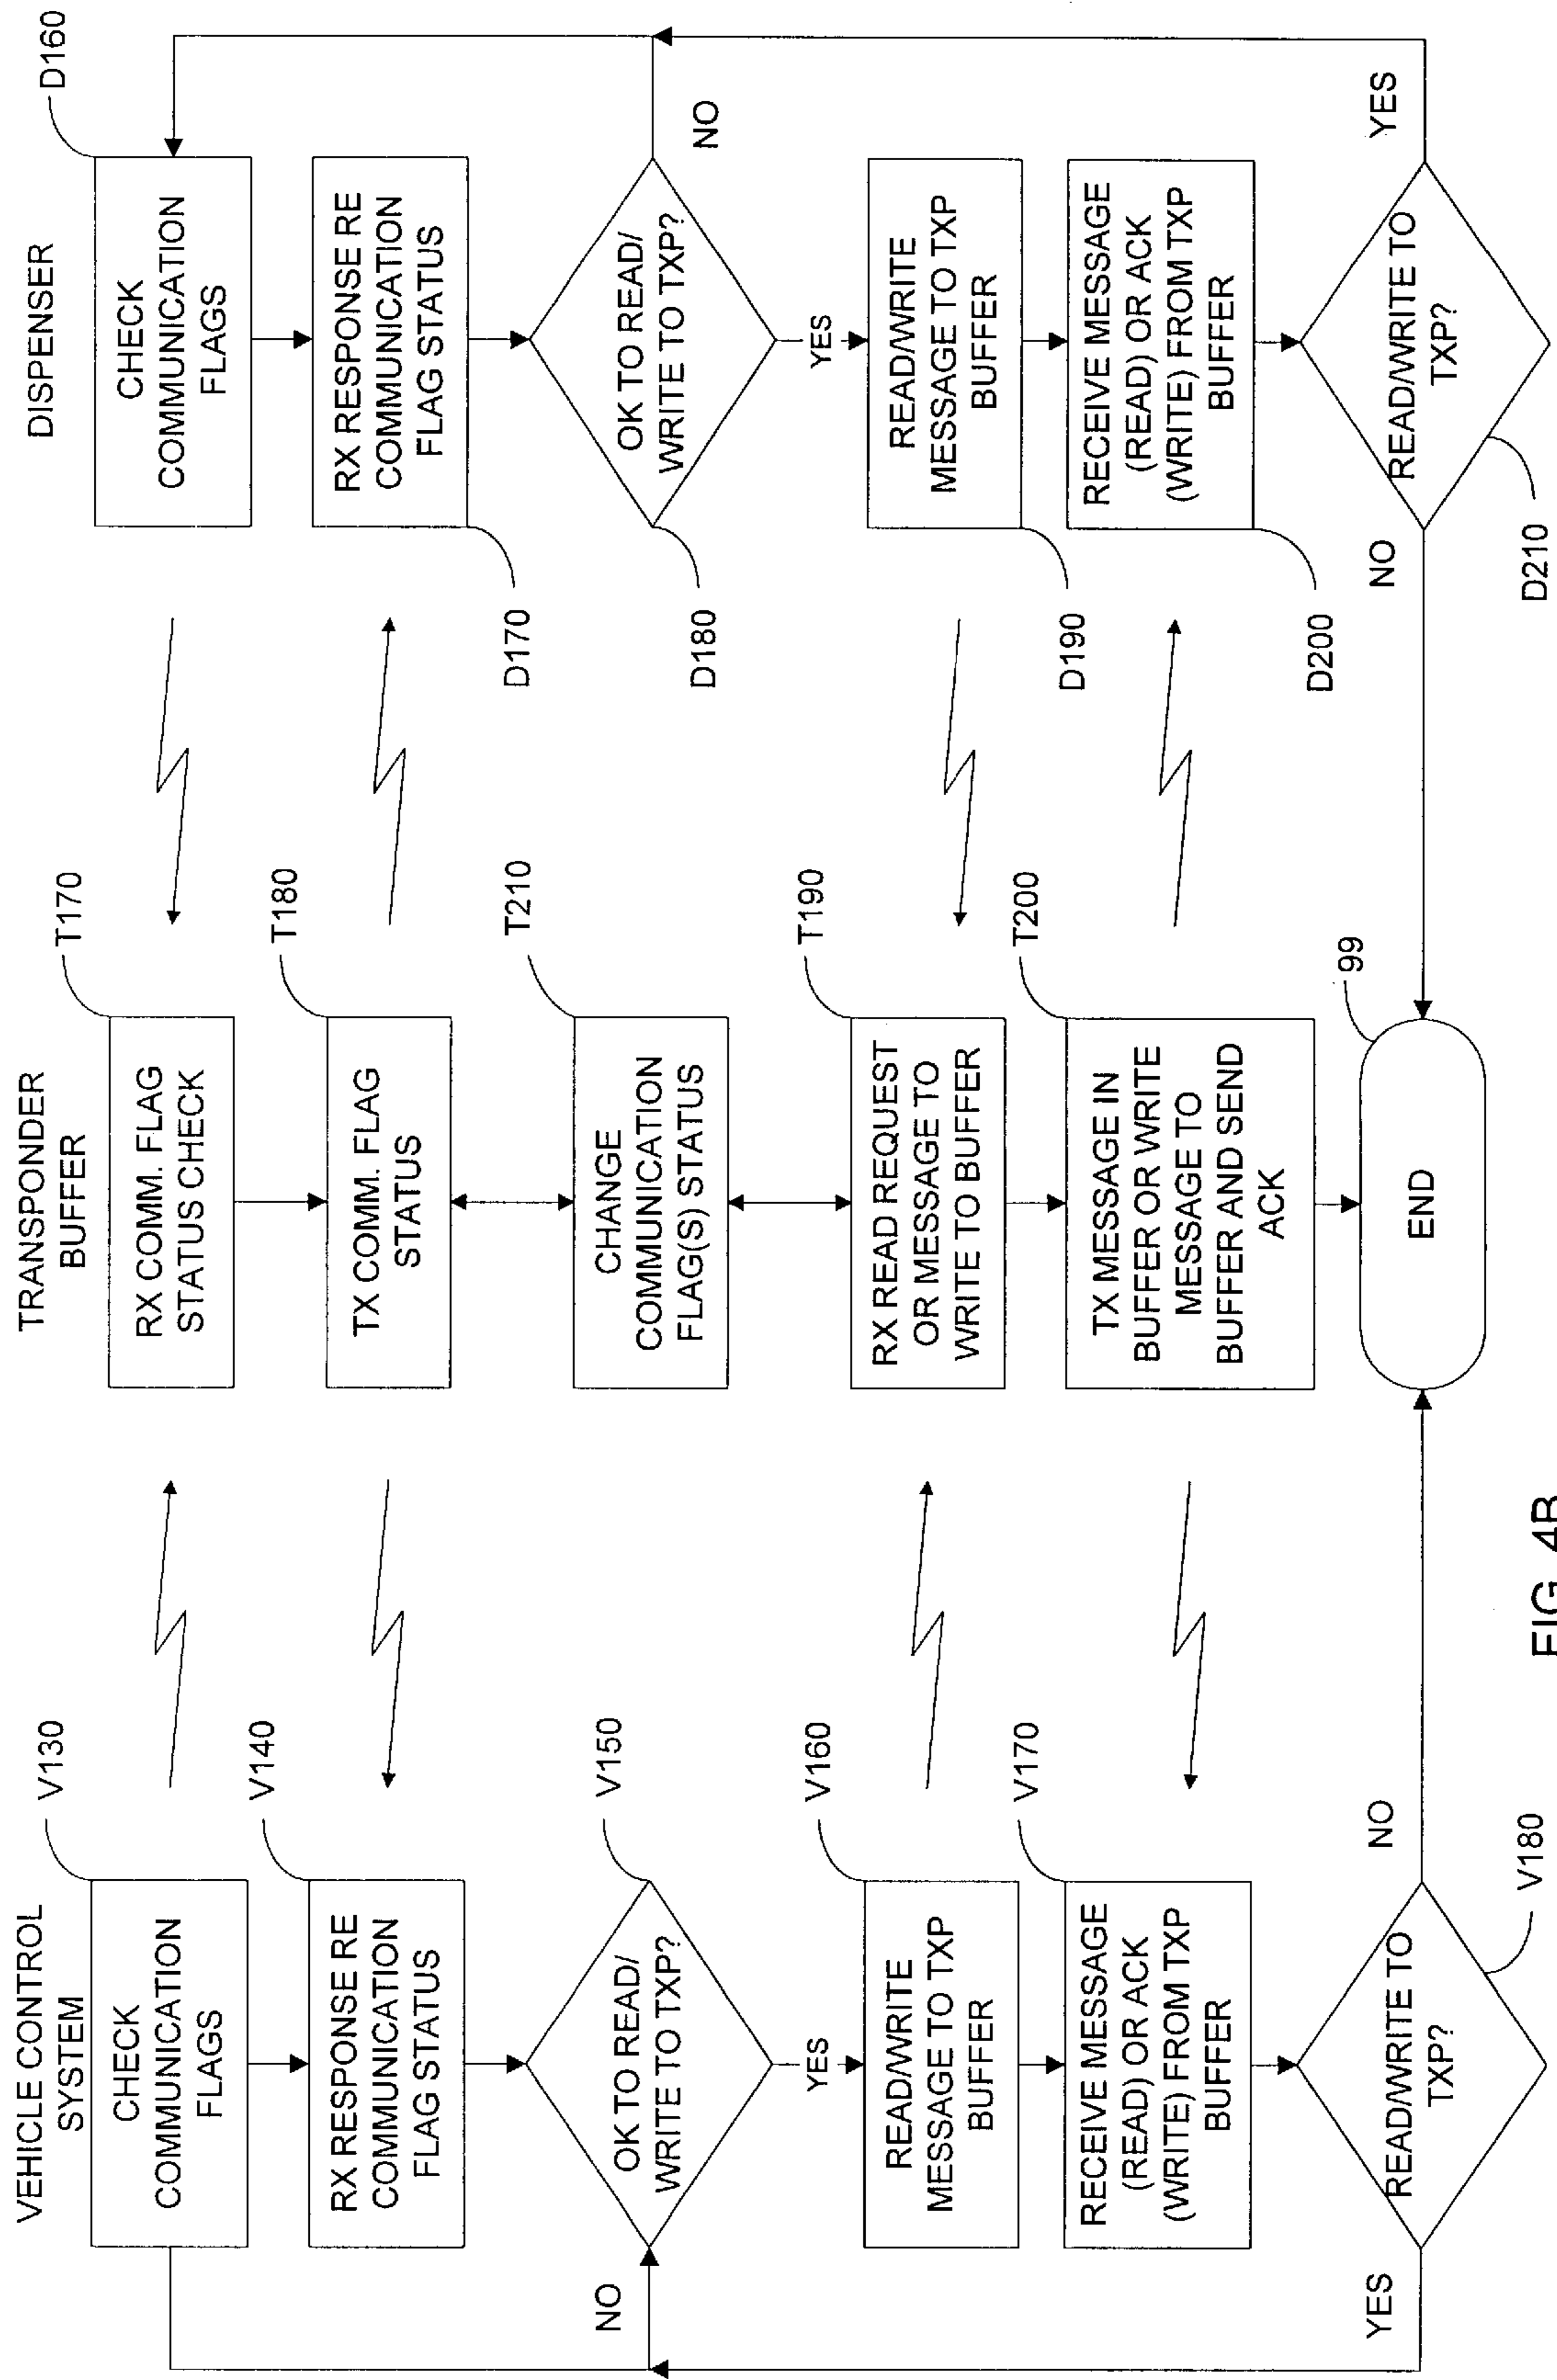 VEHICLE CONTROL
SYSTEM
V130
CHECK
COMMUNICATION
FLAGS
V140
RX RESPONSE RE
COMMUNICATION
FLAG STATUS
V150
OK TO READ/
WRITE TO TXP?
NO
YES
V160
READ/WRITE
MESSAGE TO TXP
BUFFER
V170
RECEIVE MESSAGE
(READ) OR ACK
(WRITE) FROM TXP
BUFFER
READ/WRITE TO
TXP?
YES
NO
V180
TRANSPONDER
BUFFER
T170
RX COMM. FLAG
STATUS CHECK
T180
TX COMM. FLAG
STATUS
T210
CHANGE
COMMUNICATION
FLAG(S) STATUS
T190
RX READ REQUEST
OR MESSAGE TO
WRITE TO BUFFER
T200
TX MESSAGE IN
BUFFER OR WRITE
MESSAGE TO
BUFFER AND SEND
ACK
99
END
DISPENSER
D160
CHECK
COMMUNICATION
FLAGS
RX RESPONSE RE
COMMUNICATION
FLAG STATUS
D170
OK TO READ/
WRITE TO TXP?
D180
NO
YES
READ/WRITE
MESSAGE TO TXP
BUFFER
D190
RECEIVE MESSAGE
(READ) OR ACK
(WRITE) FROM TXP
BUFFER
D200
READ/WRITE TO
TXP?
NO
YES
D210
FIG. 4B